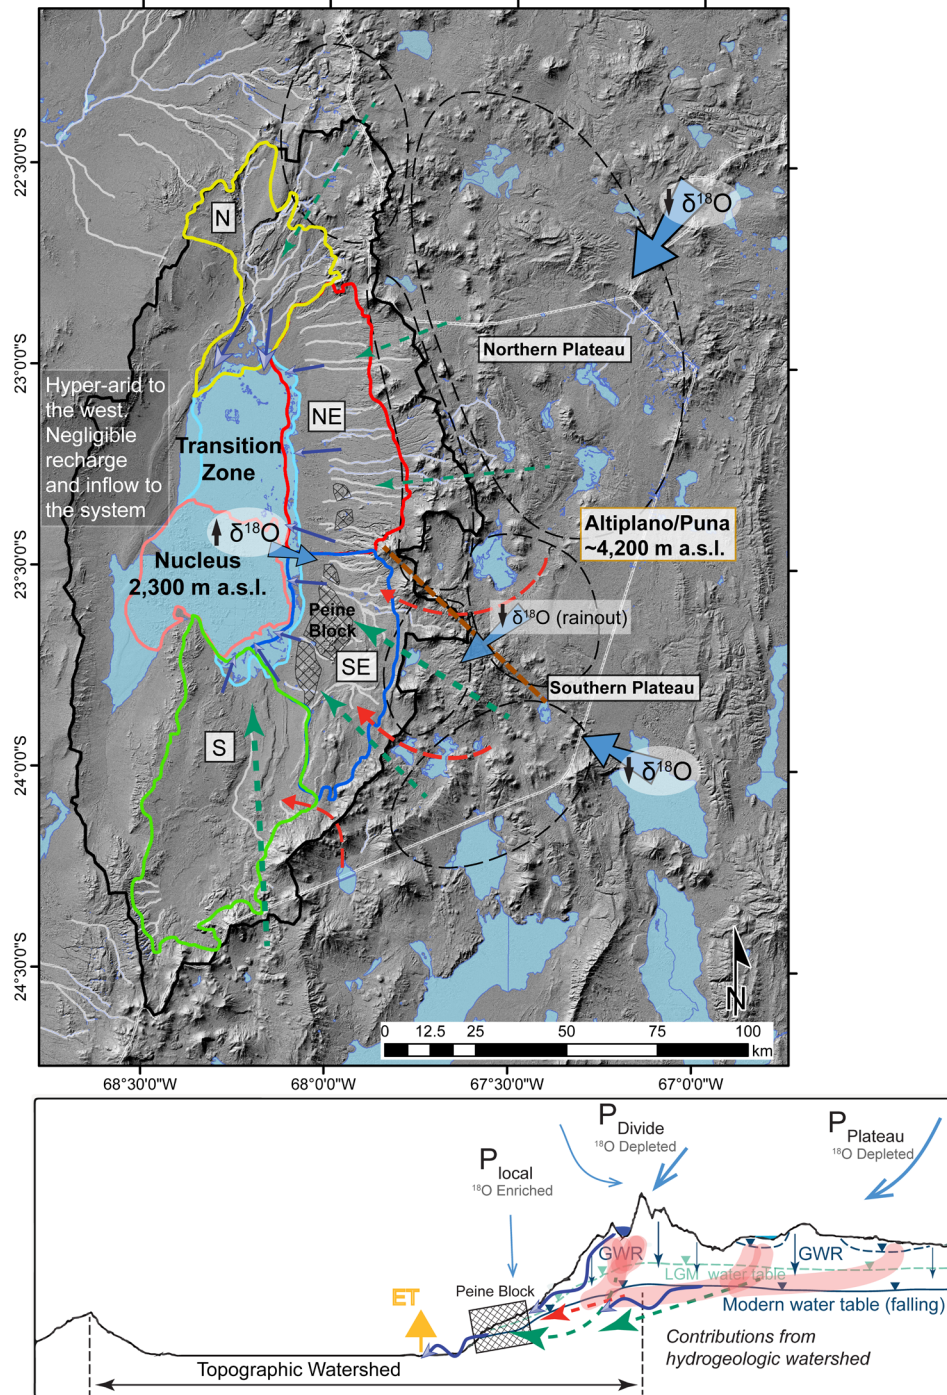 22°30'0"S
23°0'0"S
23°30'0"S
24°0'0"S
24°30'0"S
N
δ¹⁸O
Northern Plateau
Hyper-arid to
the west.
Negligible
recharge
and inflow to
the system
NE
Transition
Zone
δ¹⁸O
Nucleus
2,300 m a.s.l.
Altiplano/Puna
~4,200 m a.s.l.
Peine
Block
δ¹⁸O (rainout)
SE
Southern Plateau
S
δ¹⁸O
N
0 12.5 25 50 75 100
km
68°30'0"W 68°0'0"W 67°30'0"W 67°0'0"W
P Divide
¹⁸O Depleted
P Plateau
¹⁸O Depleted
P local
¹⁸O Enriched
GWR
GWR
LGM water table
Peine Block
ET
Modern water table (falling)
Contributions from
hydrogeologic watershed
Topographic Watershed